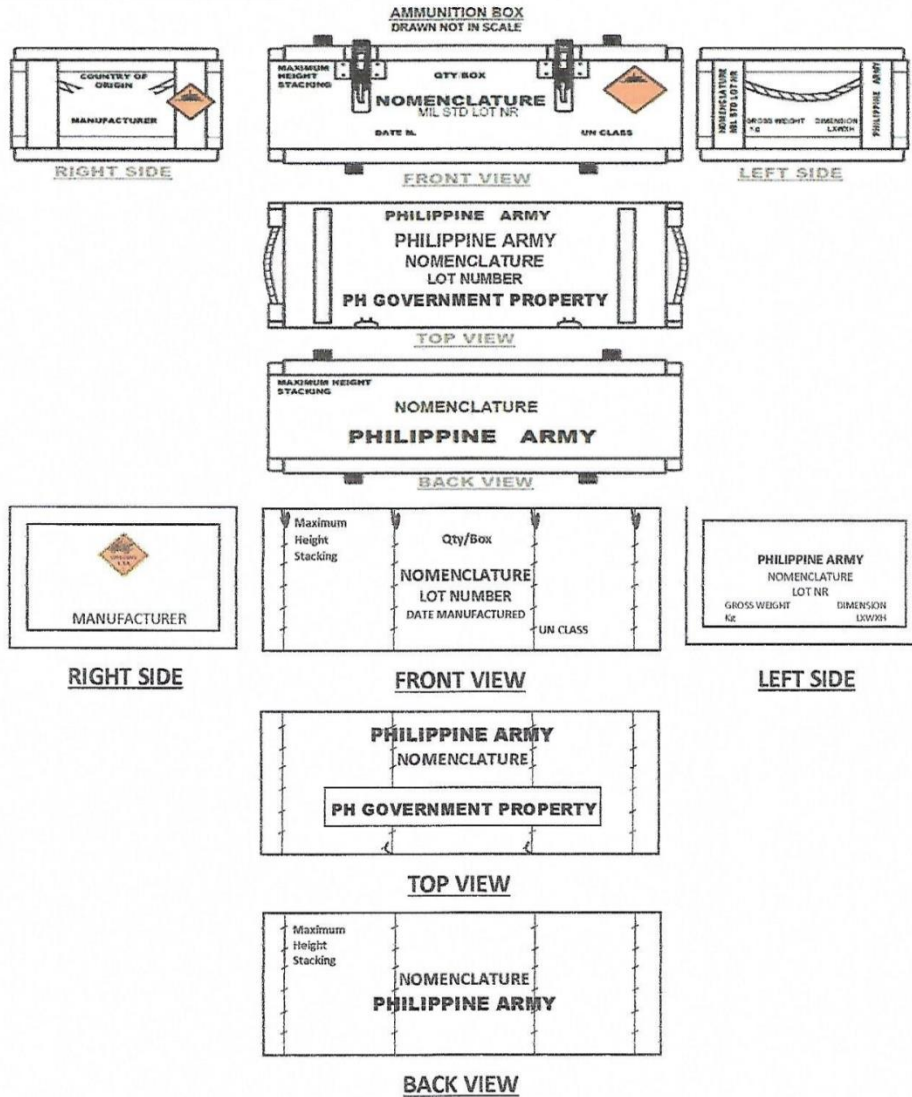 AMMUNITION BOX
DRAWN NOT IN SCALE
COUNTRY OF
ORIGIN
MANUFACTURER
RIGHT SIDE
MAXIMUM
HEIGHT
STACKING
QTY/BOX
NOMENCLATURE
MIL STD LOT NR
DATE M.
UN CLASS
FRONT VIEW
NOMENCLATURE
MIL STD LOT NR
GROSS WEIGHT
Kg
DIMENSION
LXWXH
PHILIPPINE ARMY
LEFT SIDE
PHILIPPINE ARMY
PHILIPPINE ARMY
NOMENCLATURE
LOT NUMBER
PH GOVERNMENT PROPERTY
TOP VIEW
MAXIMUM HEIGHT
STACKING
NOMENCLATURE
PHILIPPINE ARMY
BACK VIEW
MANUFACTURER
RIGHT SIDE
Maximum
Height
Stacking
Qty/Box
NOMENCLATURE
LOT NUMBER
DATE MANUFACTURED
UN CLASS
FRONT VIEW
PHILIPPINE ARMY
NOMENCLATURE
LOT NR
GROSS WEIGHT
Kg
DIMENSION
LXWXH
LEFT SIDE
PHILIPPINE ARMY
NOMENCLATURE
PH GOVERNMENT PROPERTY
TOP VIEW
Maximum
Height
Stacking
NOMENCLATURE
PHILIPPINE ARMY
BACK VIEW